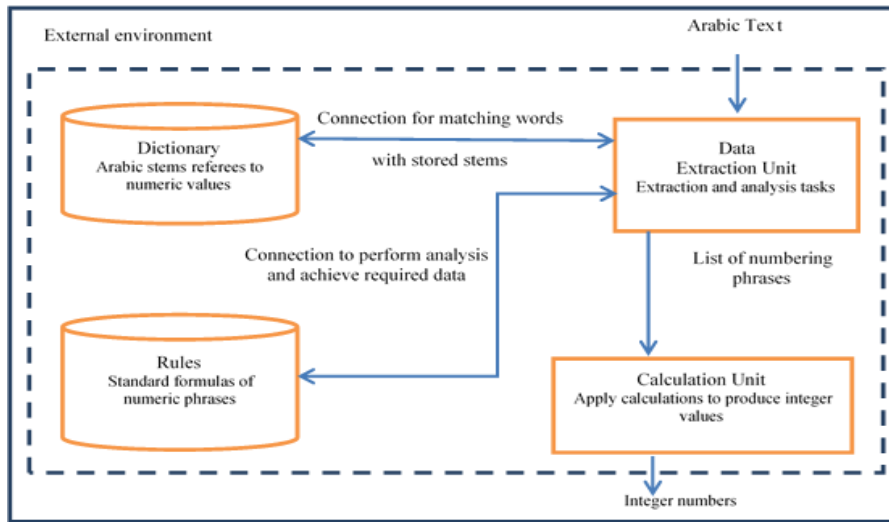 External environment
Arabic Text
Dictionary
Arabic stems referees to
numeric values
Connection for matching words
with stored stems
Data
Extraction Unit
Extraction and analysis tasks
Connection to perform analysis
and achieve required data
List of numbering
phrases
Rules
Standard formulas of
numeric phrases
Calculation Unit
Apply calculations to produce integer
values
Integer numbers